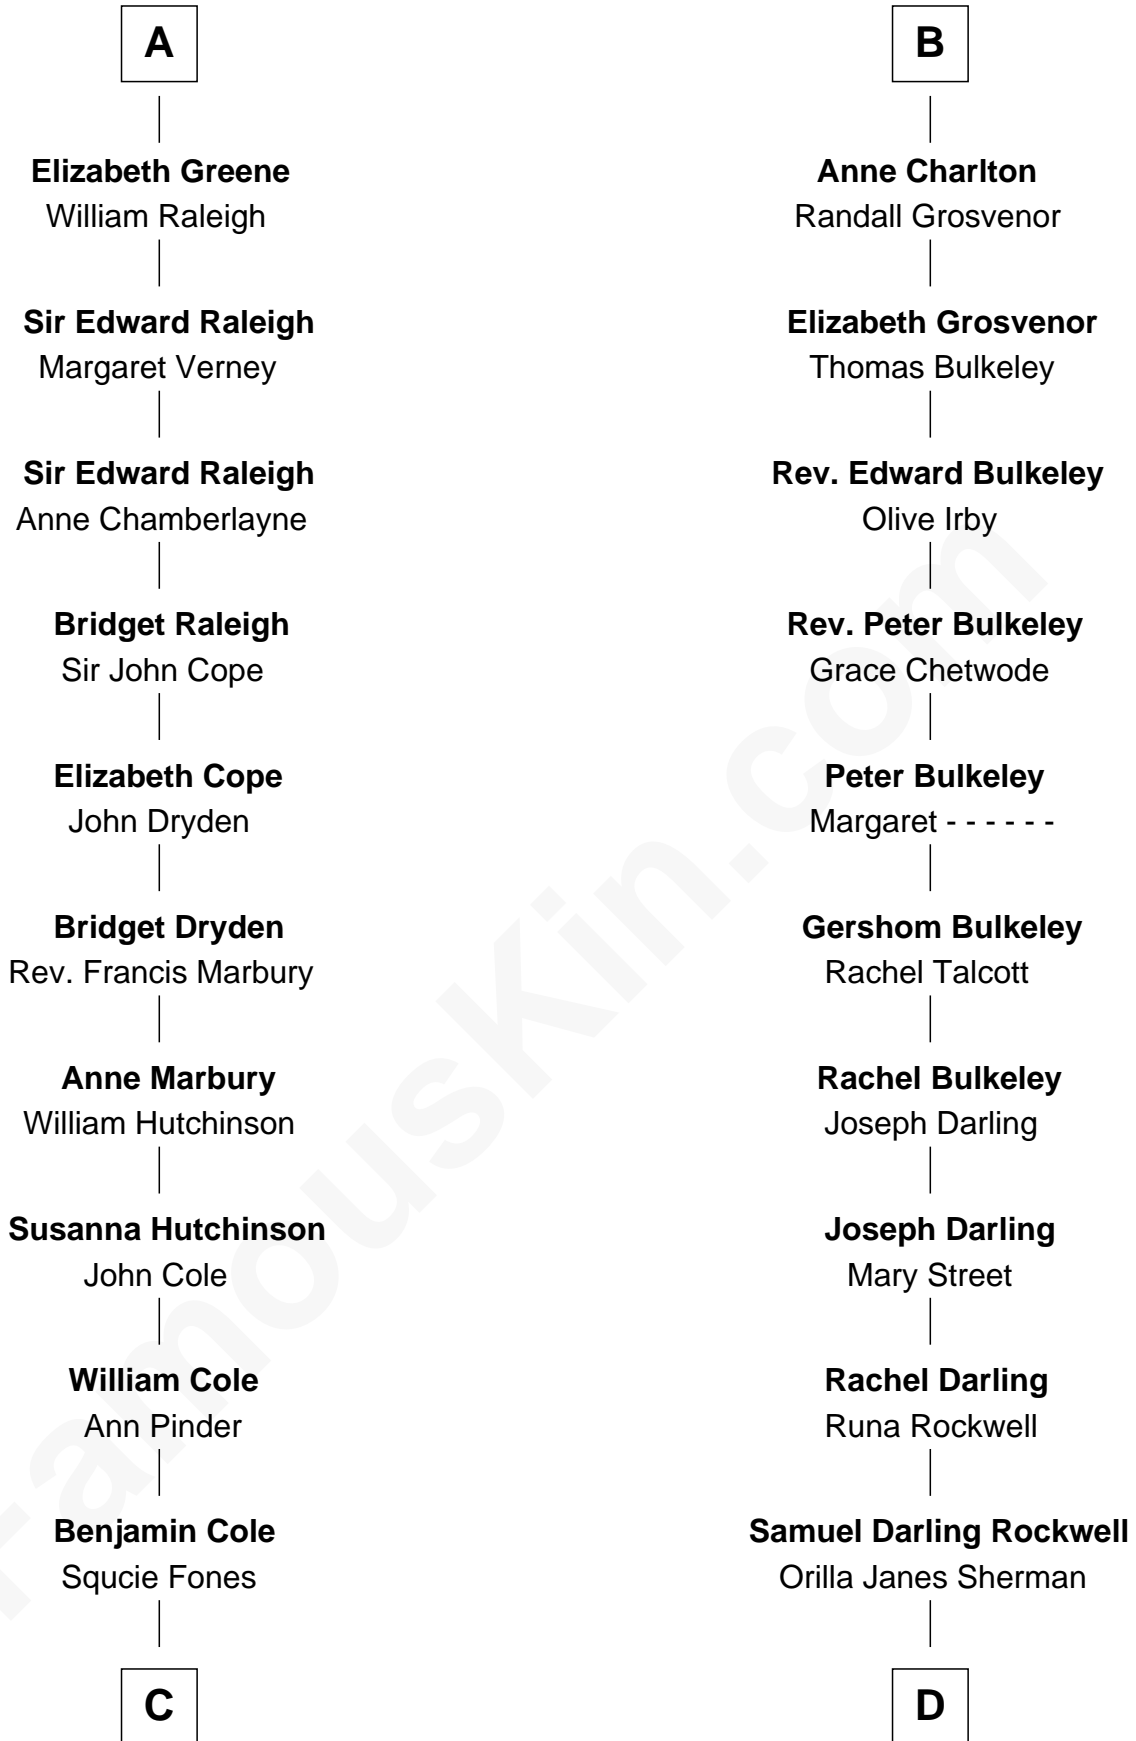 A
Elizabeth Greene
William Raleigh
Sir Edward Raleigh
Margaret Verney
Sir Edward Raleigh
Anne Chamberlayne
Bridget Raleigh
Sir John Cope
Elizabeth Cope
John Dryden
Bridget Dryden
Rev. Francis Marbury
Anne Marbury
William Hutchinson
Susanna Hutchinson
John Cole
William Cole
Ann Pinder
Benjamin Cole
Squcie Fones
C
B
Anne Charlton
Randall Grosvenor
Elizabeth Grosvenor
Thomas Bulkeley
Rev. Edward Bulkeley
Olive Irby
Rev. Peter Bulkeley
Grace Chetwode
Peter Bulkeley
Margaret - - - - - -
Gershom Bulkeley
Rachel Talcott
Rachel Bulkeley
Joseph Darling
Joseph Darling
Mary Street
Rachel Darling
Runa Rockwell
Samuel Darling Rockwell
Orilla Janes Sherman
D
FamousKin.com